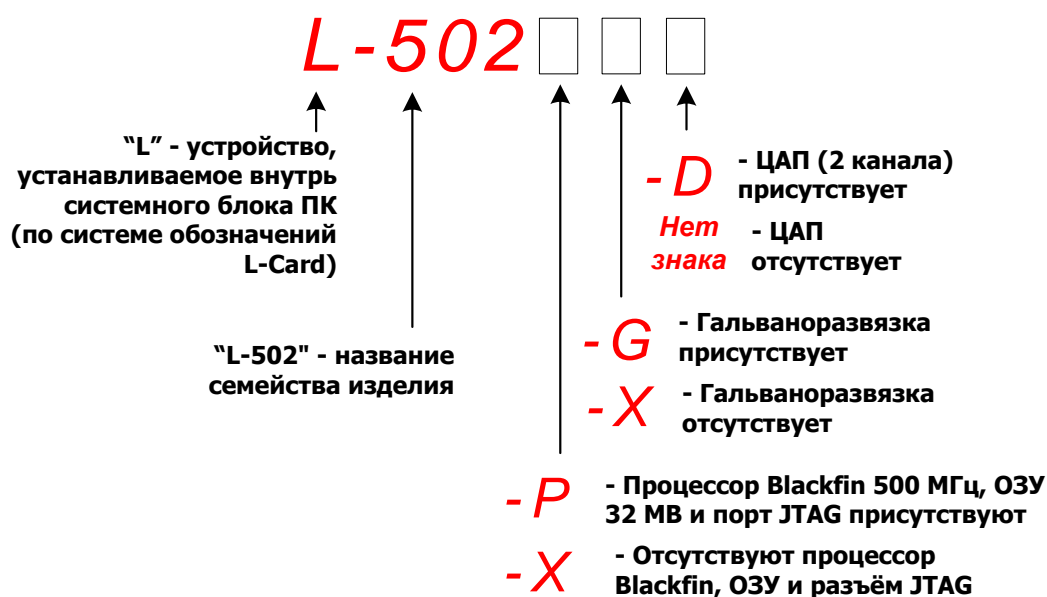 L-502
“L” - устройство,
устанавливаемое внутрь
системного блока ПК
(по системе обозначений
L-Card)
-D
- ЦАП (2 канала)
присутствует
Нет
знака
- ЦАП
отсутствует
"L-502" - название
семейства изделия
-G
- Гальваноразвязка
присутствует
-X
- Гальваноразвязка
отсутствует
-P
- Процессор Blackfin 500 МГц, ОЗУ
32 MB и порт JTAG присутствуют
-X
- Отсутствуют процессор
Blackfin, ОЗУ и разъём JTAG